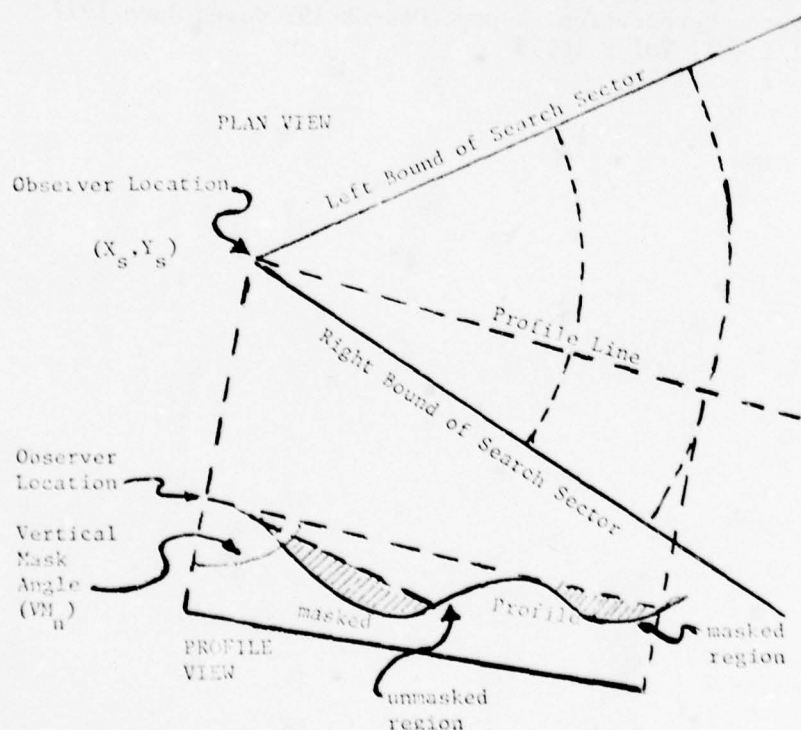 PLAN VIEW
Left Bound of Search Sector
Observer Location
(X_s, Y_s)
Profile Line
Right Bound of Search Sector
Observer
Location
Vertical
Mask
Angle
(VM_n)
masked
Profile
masked
region
PROFILE
VIEW
unmasked
region